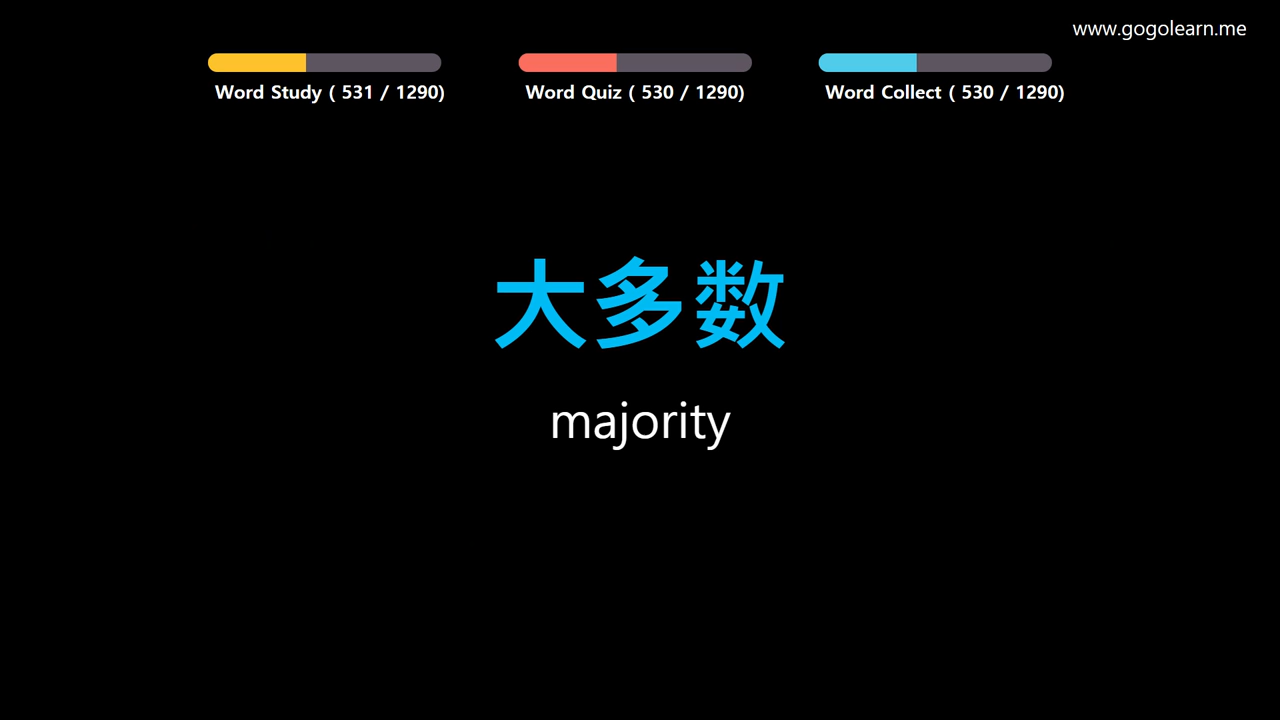 www.gogolearn.me
Word Study ( 531 / 1290)
Word Quiz ( 530 / 1290)
Word Collect ( 530 / 1290)
大多数
majority